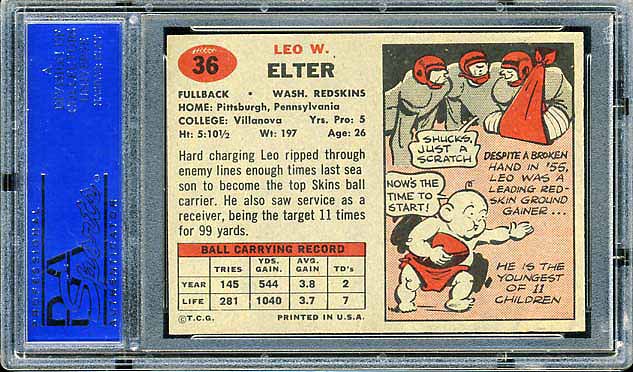 36
LEO W.
ELTER
FULLBACK • WASH. REDSKINS
HOME: Pittsburgh, Pennsylvania
COLLEGE: Villanova Yrs. Pro: 5
Ht: 5:10½ Wt: 197 Age: 26
Hard charging Leo ripped through
enemy lines enough times last sea
son to become the top Skins ball
carrier. He also saw service as a
receiver, being the target 11 times
for 99 yards.
BALL CARRYING RECORD
TRIES YDS. GAIN. AVG. GAIN TD's
YEAR 145 544 3.8 2
LIFE 281 1040 3.7 7
©T.C.G. PRINTED IN U.S.A.
SHUCKS,
JUST A
SCRATCH
DESPITE A BROKEN
HAND IN '55,
LEO WAS A
LEADING RED-
SKIN GROUND
GAINER...
NOW'S THE
TIME TO
START!
HE IS THE
YOUNGEST
OF 11
CHILDREN
PSA
Sports